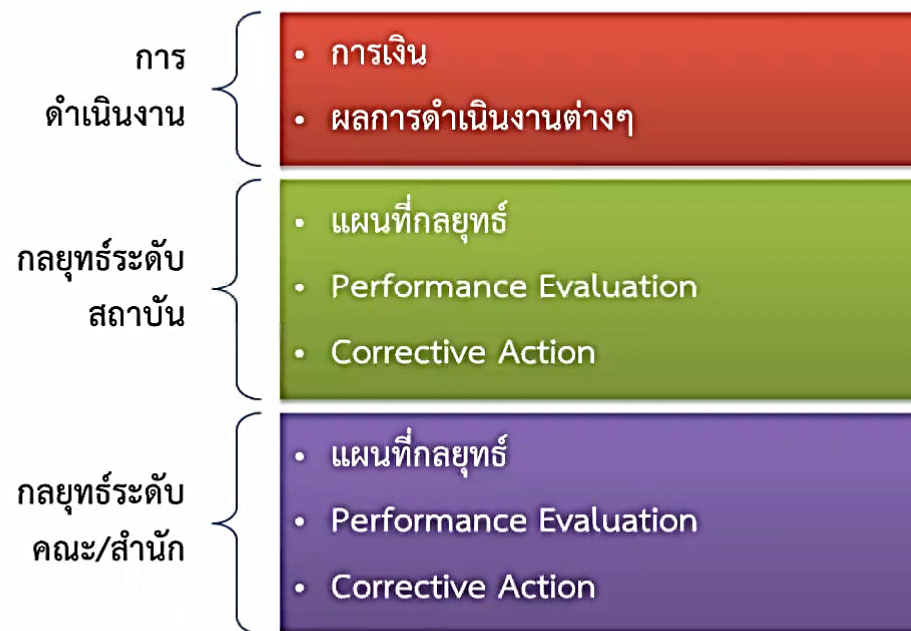 การ
ดำเนินงาน
• การเงิน
• ผลการดำเนินงานต่างๆ
กลยุทธ์ระดับ
สถาบัน
• แผนที่กลยุทธ์
• Performance Evaluation
• Corrective Action
กลยุทธ์ระดับ
คณะ/สำนัก
• แผนที่กลยุทธ์
• Performance Evaluation
• Corrective Action